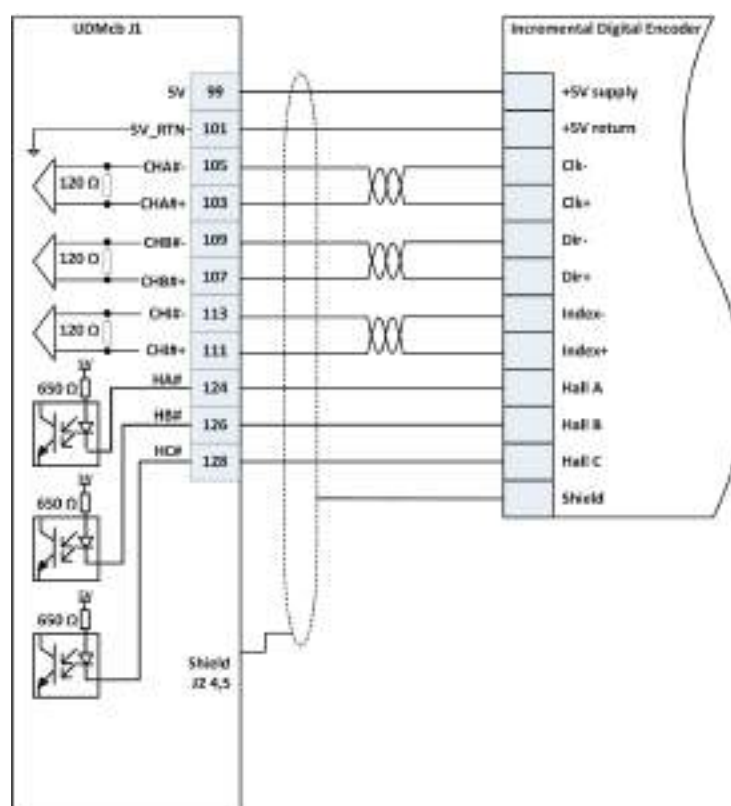 UDMcb J1
Incremental Digital Encoder
5V 99 +5V supply
5V_RTN 101 +5V return
CHA#- 105 Clk-
120 Ω
CHA#+ 103 Clk+
CHB#- 109 Dir-
120 Ω
CHB#+ 107 Dir+
CHI#- 113 Index-
120 Ω
CHI#+ 111 Index+
5V
650 Ω
HA# 124 Hall A
HB# 126 Hall B
HC# 128 Hall C
5V
650 Ω
Shield
5V
650 Ω
Shield
J2 4,5